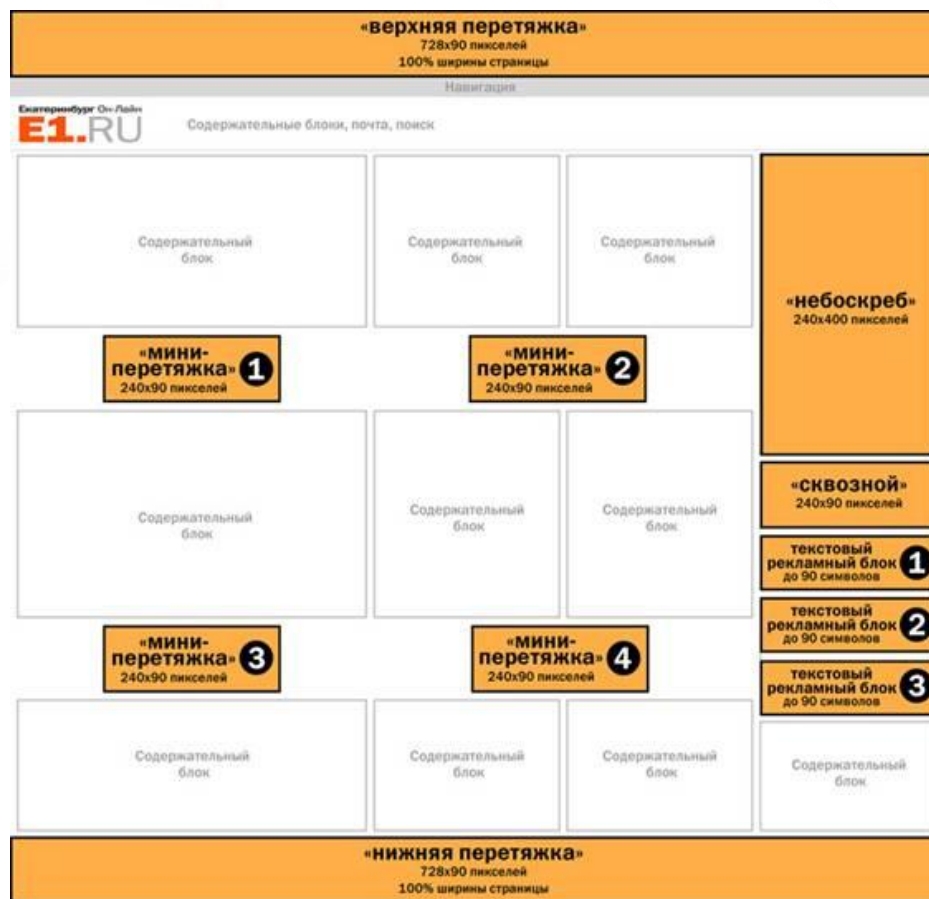 «верхняя перетяжка»
728x90 пикселей
100% ширины страницы
Навигация
Екатеринбург Он-Лайн
E1.RU
Содержательные блоки, почта, поиск
Содержательный
блок
Содержательный
блок
Содержательный
блок
«небоскреб»
240x400 пикселей
«мини-
перетяжка» 1
240x90 пикселей
«мини-
перетяжка» 2
240x90 пикселей
Содержательный
блок
Содержательный
блок
Содержательный
блок
«сквозной»
240x90 пикселей
текстовый
рекламный блок 1
до 90 символов
текстовый
рекламный блок 2
до 90 символов
«мини-
перетяжка» 3
240x90 пикселей
«мини-
перетяжка» 4
240x90 пикселей
текстовый
рекламный блок 3
до 90 символов
Содержательный
блок
Содержательный
блок
Содержательный
блок
Содержательный
блок
«нижняя перетяжка»
728x90 пикселей
100% ширины страницы